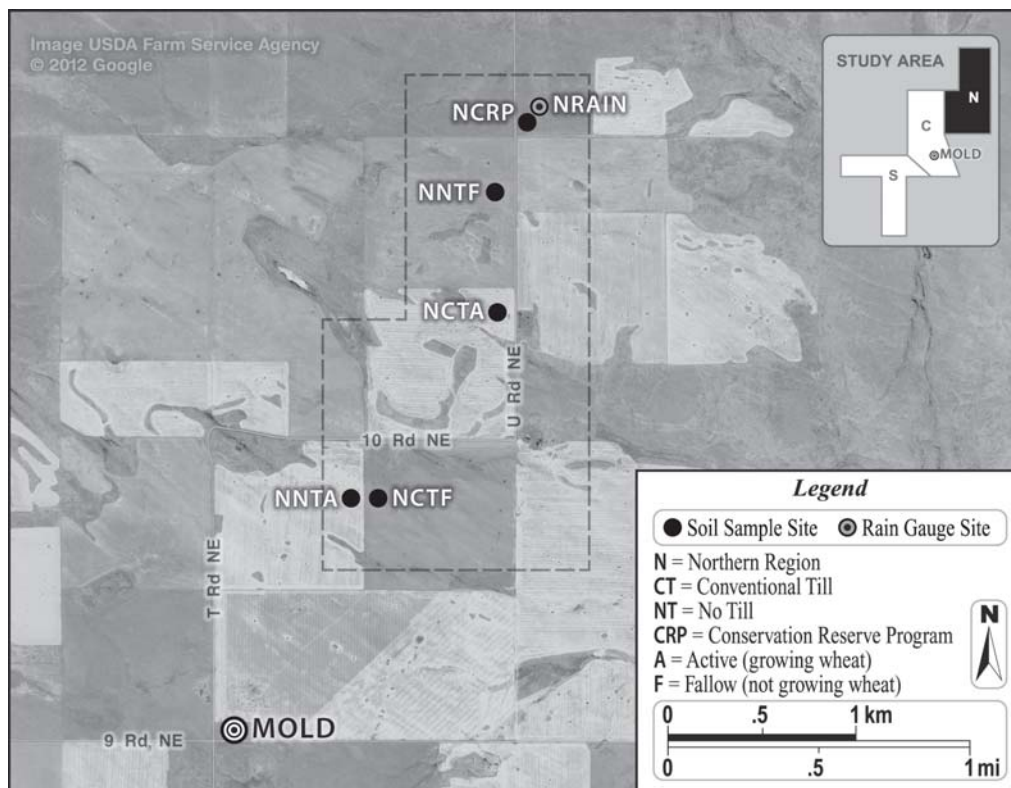 Image USDA Farm Service Agency
© 2012 Google
STUDY AREA
N
C
MOLD
S
NCRP
NRAIN
NNTF
NCTA
U Rd NE
10 Rd NE
NNTA
NCTF
T Rd NE
MOLD
9 Rd, NE
Legend
Soil Sample Site
Rain Gauge Site
N = Northern Region
CT = Conventional Till
NT = No Till
CRP = Conservation Reserve Program
A = Active (growing wheat)
F = Fallow (not growing wheat)
N
0 .5 1 km
0 .5 1 mi